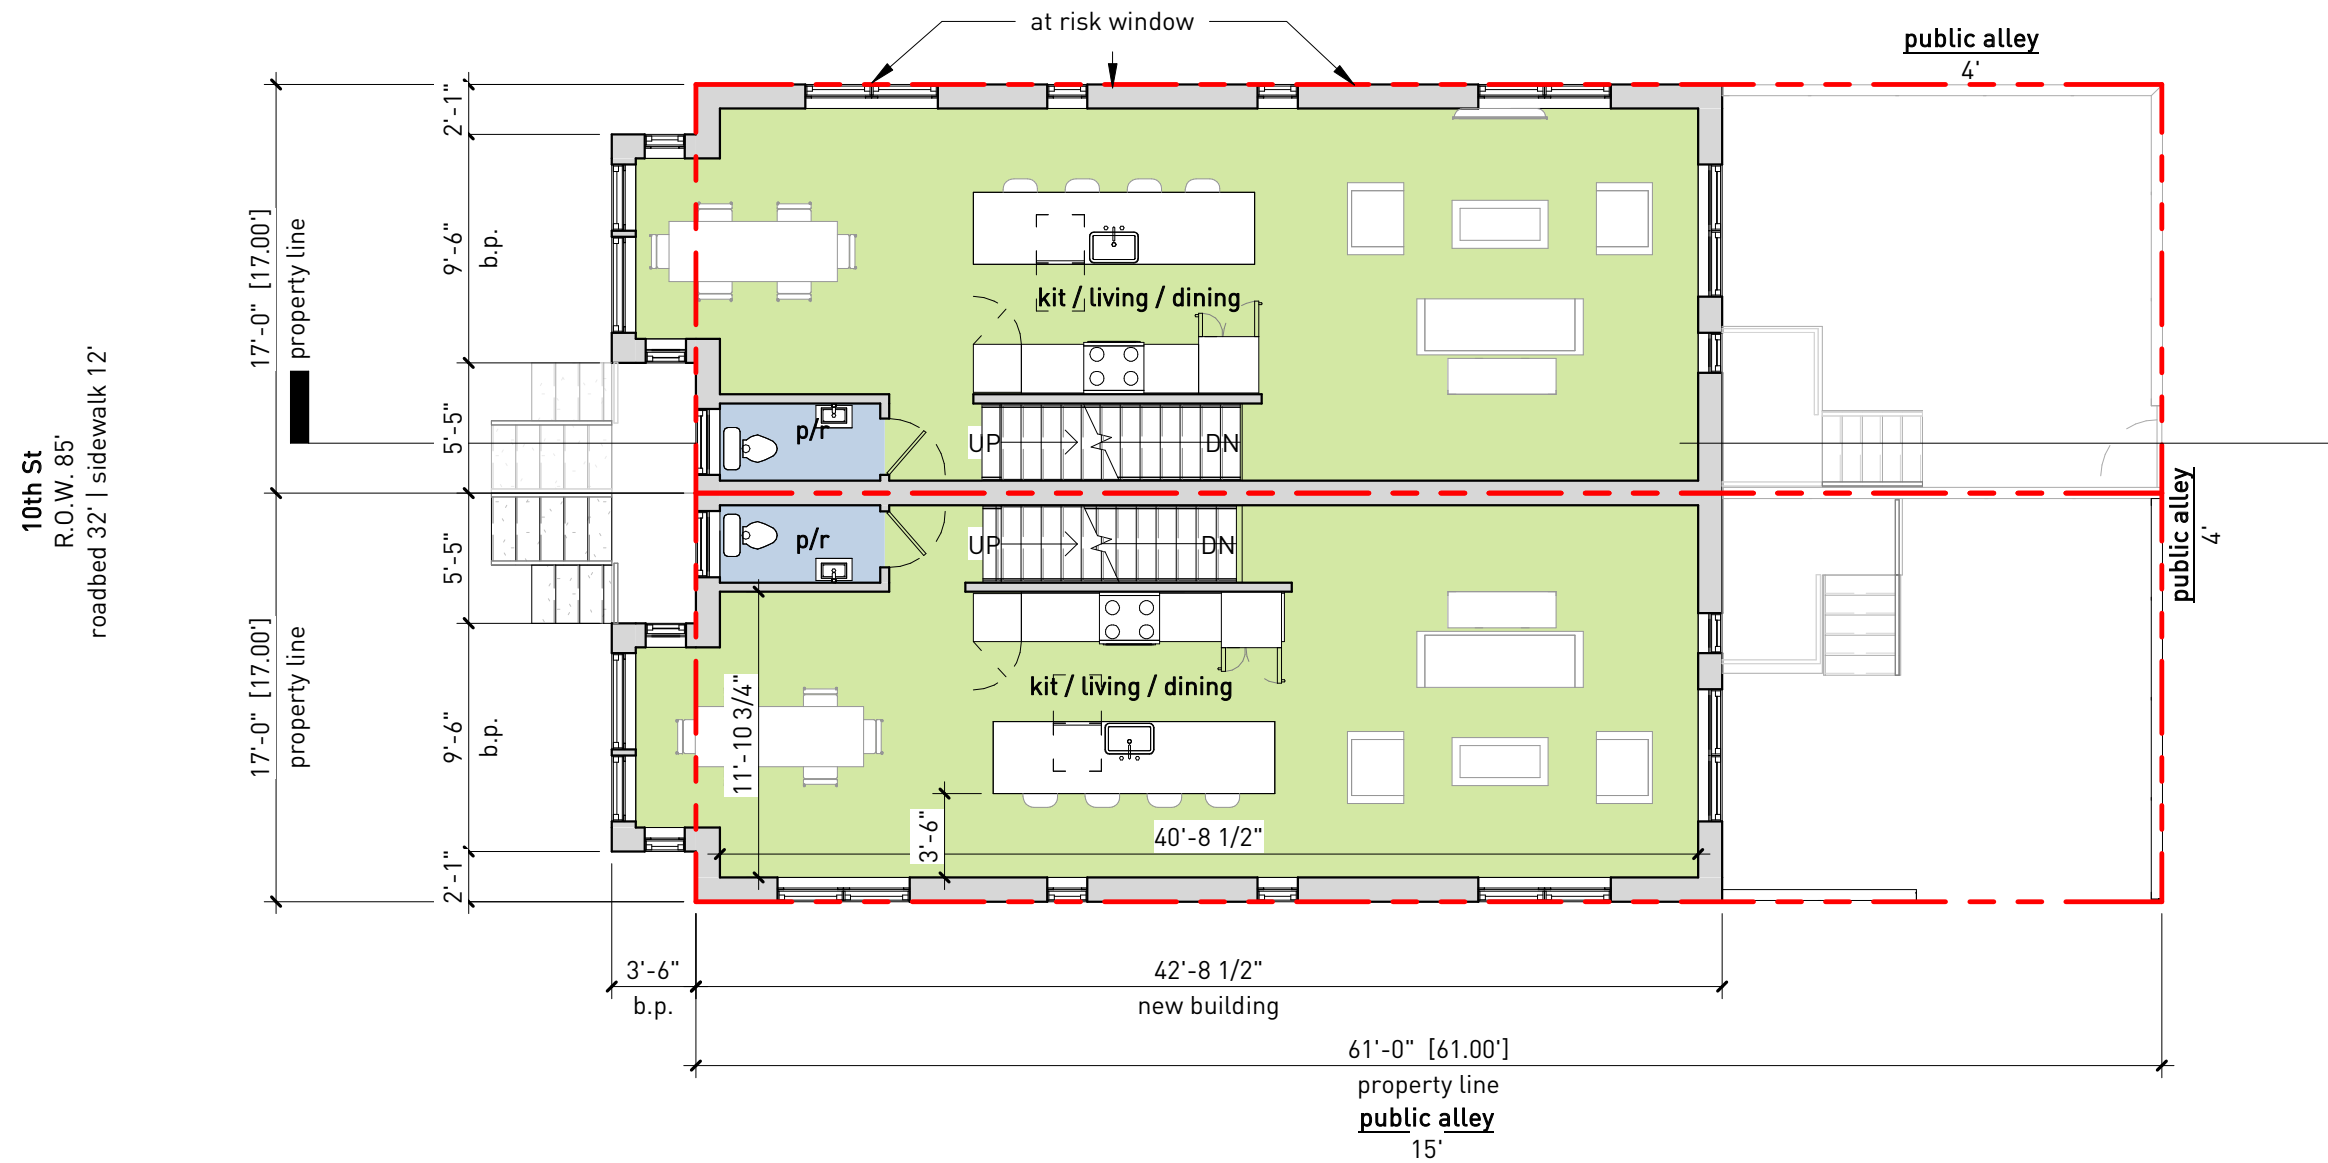 at risk window
public alley
4'
2'-1"
17'-0" [17.00']
property line
9'-6"
b.p.
5'-5"
10th St
R.O.W. 85'
roadbed 32' | sidewalk 12'
kit / living / dining
p/r
UP
DN
p/r
UP
DN
public alley
4'
5'-5"
17'-0" [17.00']
property line
9'-6"
b.p.
2'-1"
11'-10 3/4"
kit / living / dining
3'-6"
40'-8 1/2"
3'-6"
b.p.
42'-8 1/2"
new building
61'-0" [61.00']
property line
public alley
15'